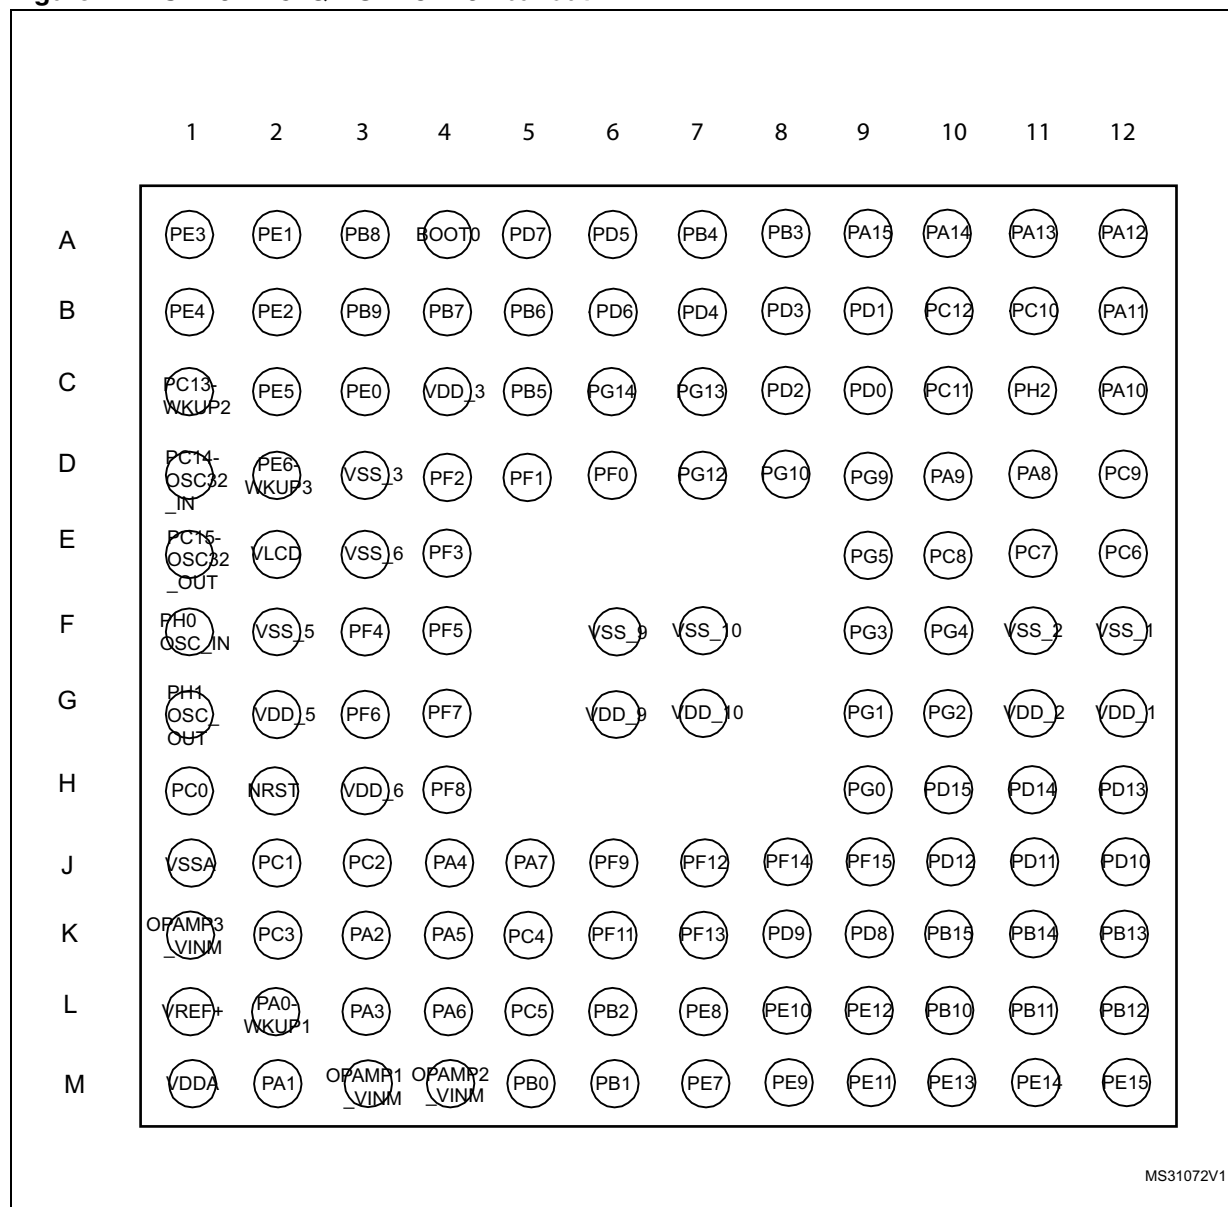 1 2 3 4 5 6 7 8 9 10 11 12
A PE3 PE1 PB8 BOOT0 PD7 PD5 PB4 PB3 PA15 PA14 PA13 PA12
B PE4 PE2 PB9 PB7 PB6 PD6 PD4 PD3 PD1 PC12 PC10 PA11
C PC13-WKUP2 PE5 PE0 VDD_3 PB5 PG14 PG13 PD2 PD0 PC11 PH2 PA10
D PC14-OSC32_IN PE6-WKUP3 VSS_3 PF2 PF1 PF0 PG12 PG10 PG9 PA9 PA8 PC9
E PC15-OSC32_OUT VLCD VSS_6 PF3 PG5 PC8 PC7 PC6
F PH0 OSC_IN VSS_5 PF4 PF5 VSS_9 VSS_10 PG3 PG4 VSS_2 VSS_1
G PH1 OSC_OUT VDD_5 PF6 PF7 VDD_9 VDD_10 PG1 PG2 VDD_2 VDD_1
H PC0 NRST VDD_6 PF8 PG0 PD15 PD14 PD13
J VSSA PC1 PC2 PA4 PA7 PF9 PF12 PF14 PF15 PD12 PD11 PD10
K OPAMP3_VINM PC3 PA2 PA5 PC4 PF11 PF13 PD9 PD8 PB15 PB14 PB13
L VREF+ PA0-WKUP1 PA3 PA6 PC5 PB2 PE8 PE10 PE12 PB10 PB11 PB12
M VDDA PA1 OPAMP1_VINM OPAMP2_VINM PB0 PB1 PE7 PE9 PE11 PE13 PE14 PE15
MS31072V1